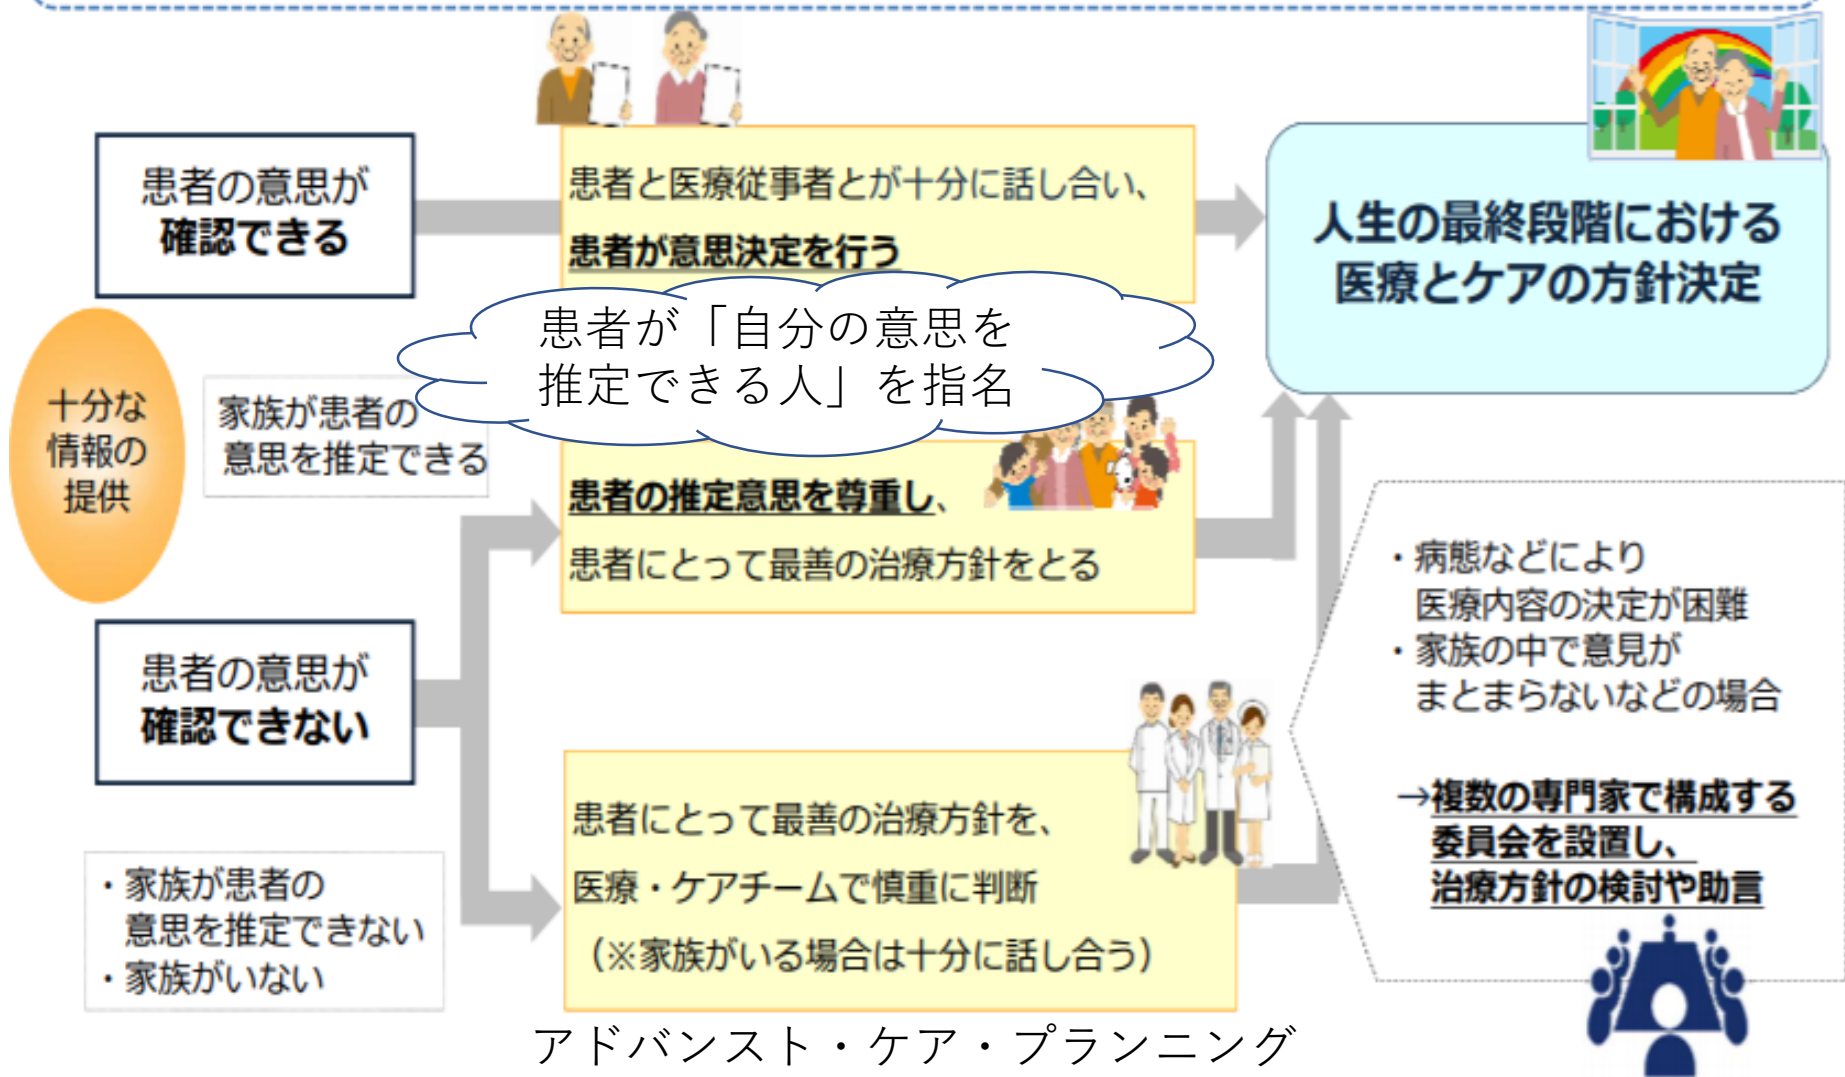 患者の意思が
確認できる
患者と医療従事者とが十分に話し合い、
患者が意思決定を行う
人生の最終段階における
医療とケアの方針決定
患者が「自分の意思を
推定できる人」を指名
十分な
情報の
提供
家族が患者の
意思を推定できる
患者の推定意思を尊重し、
患者にとって最善の治療方針をとる
患者の意思が
確認できない
・家族が患者の
意思を推定できない
・家族がいない
患者にとって最善の治療方針を、
医療・ケアチームで慎重に判断
（※家族がいる場合は十分に話し合う）
・病態などにより
医療内容の決定が困難
・家族の中で意見が
まとまらないなどの場合
→複数の専門家で構成する
委員会を設置し、
治療方針の検討や助言
アドバンスト・ケア・プランニング